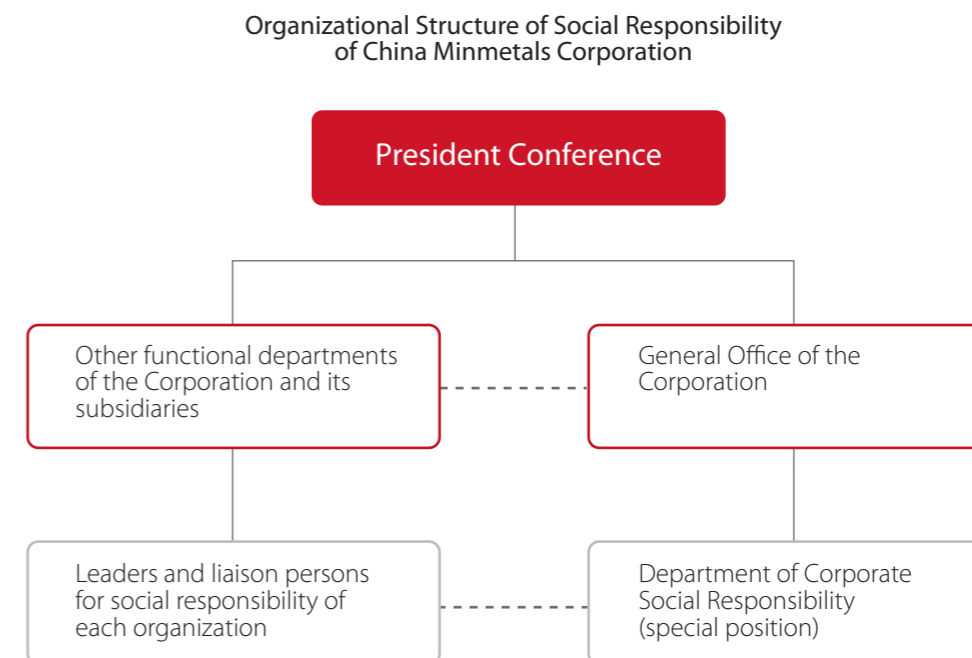 Organizational Structure of Social Responsibility
of China Minmetals Corporation
President Conference
Other functional departments
of the Corporation and its
subsidiaries
General Office of the
Corporation
Leaders and liaison persons
for social responsibility of
each organization
Department of Corporate
Social Responsibility
(special position)